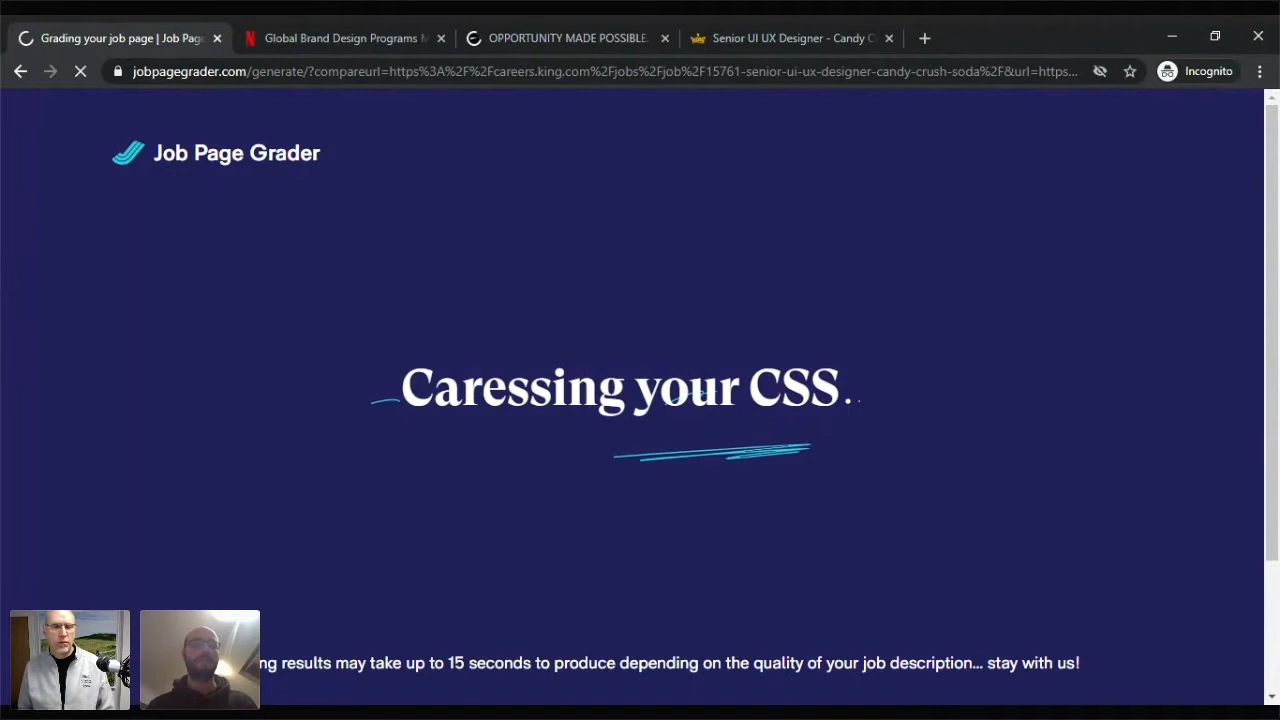 Grading your job page | Job Pag
Global Brand Design Programs M
OPPORTUNITY MADE POSSIBLE.
Senior UI UX Designer - Candy C
jobpagegrader.com/generate/?compareurl=https%3A%2F%2Fcareers.king.com%2Fjobs%2Fjob%2F15761-senior-ui-ux-designer-candy-crush-soda%2F&url=https...
Incognito
Job Page Grader
Caressing your CSS..
ng results may take up to 15 seconds to produce depending on the quality of your job description... stay with us!